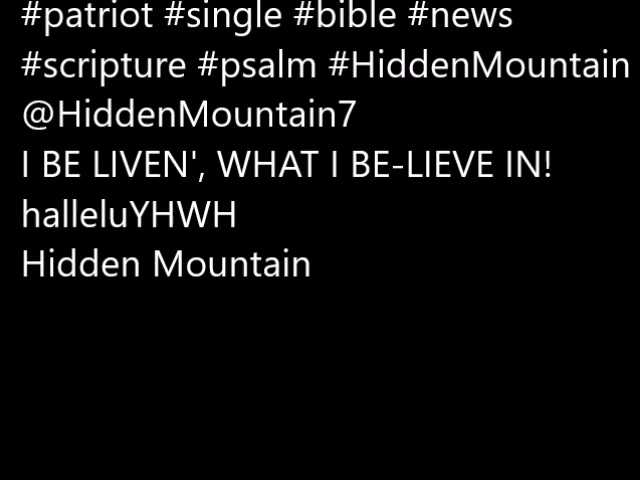 #patriot #single #bible #news
#scripture #psalm #HiddenMountain
@HiddenMountain7
I BE LIVEN', WHAT I BE-LIEVE IN!
halleluYHWH
Hidden Mountain